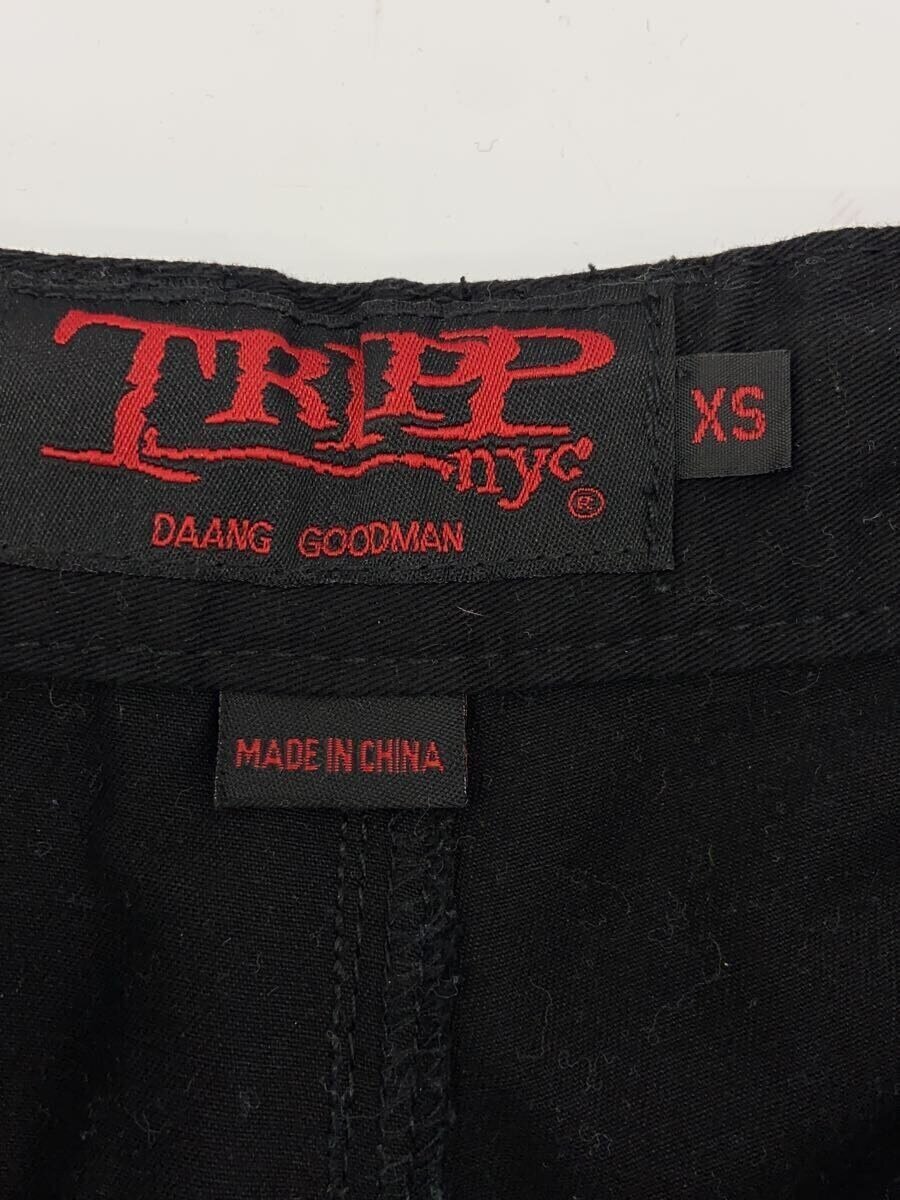 TRIPP
nyc®
XS
DAANG GOODMAN
MADE IN CHINA